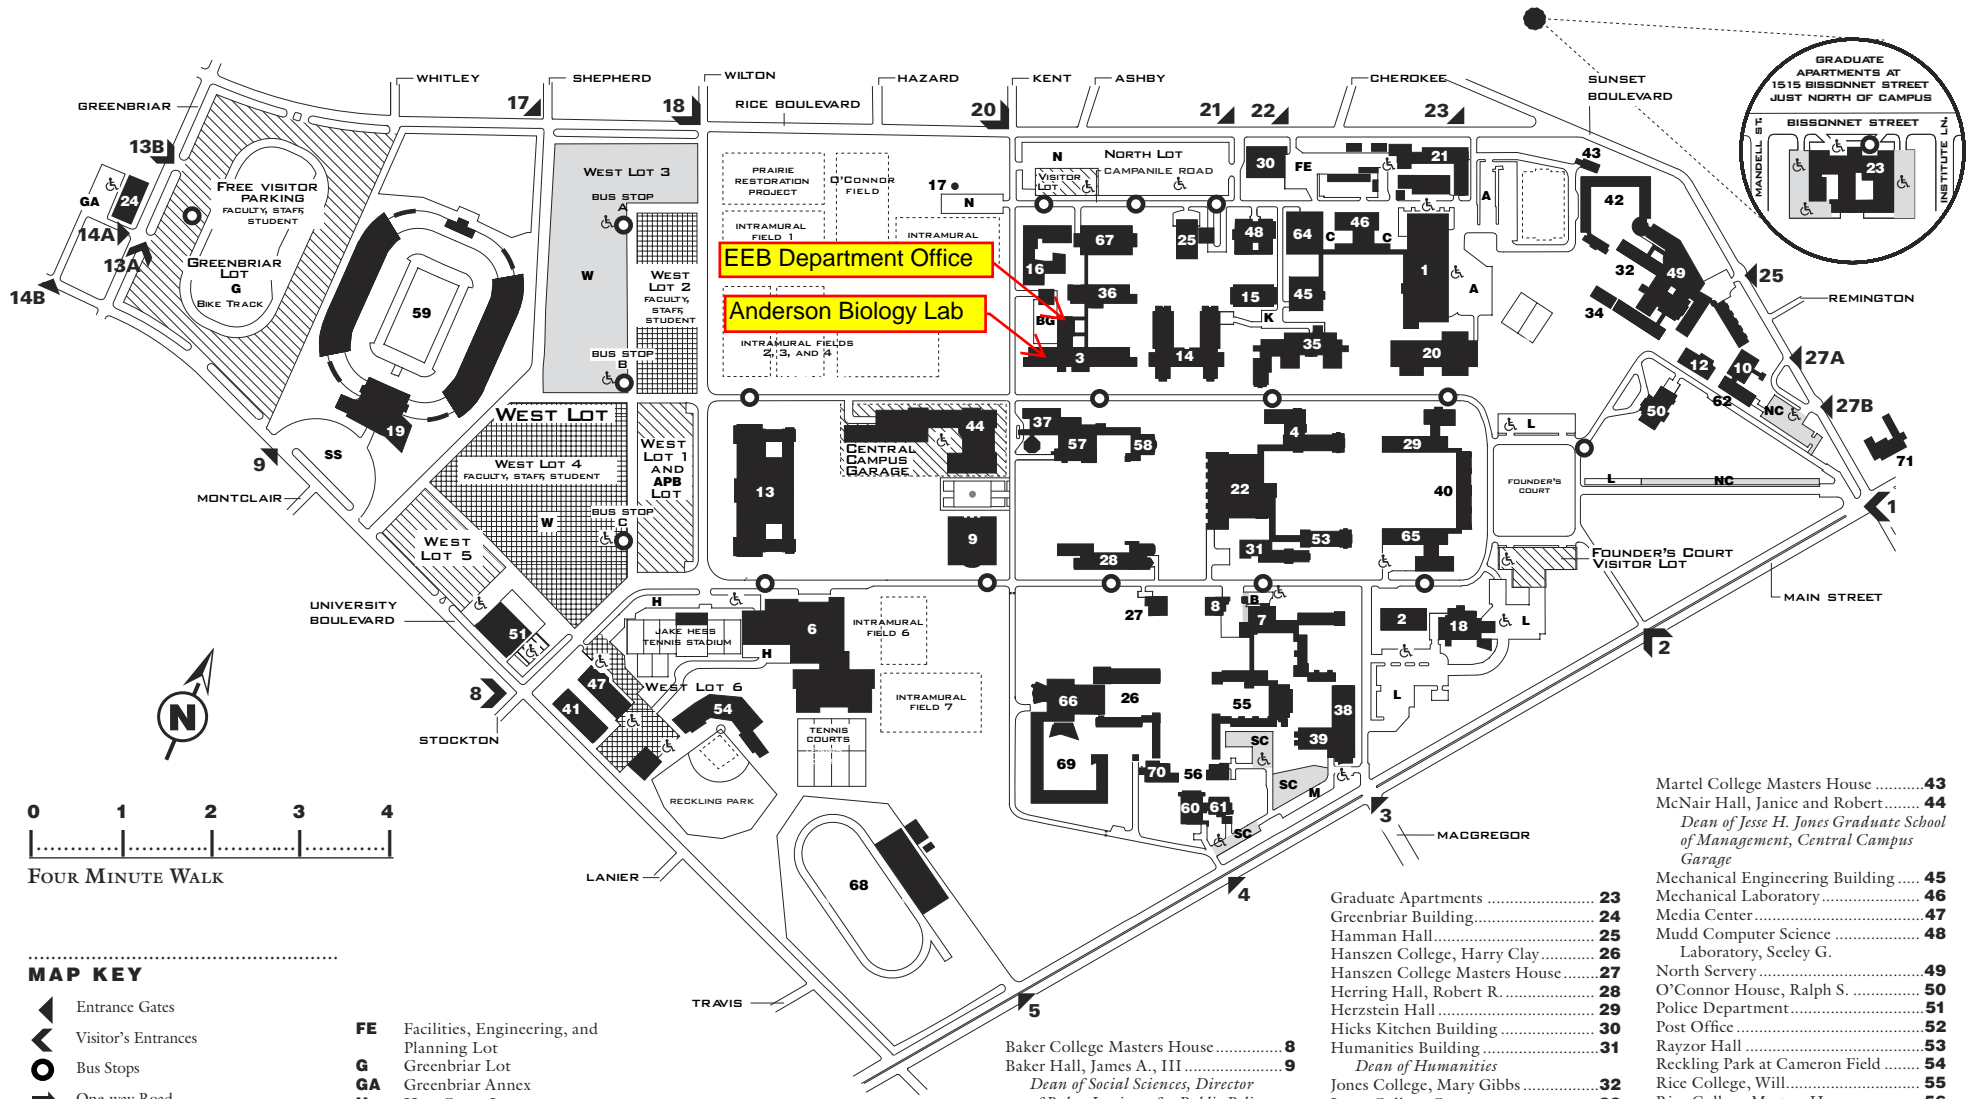 GREENBRIAR
WHITLEY
SHEPHERD
WILTON
RICE BOULEVARD
HAZARD
KENT
ASHBY
CHEROKEE
SUNSET
BOULEVARD
17
18
20
21
22
23
GRADUATE
APARTMENTS AT
1515 BISSONNET STREET
JUST NORTH OF CAMPUS
BISSONNET STREET
MANDELL ST.
INSTITUTE LN.
23
13B
GA
24
14A
13A
14B
FREE VISITOR
PARKING
FACULTY, STAFF,
STUDENT
GREENBRIAR
LOT
G
BIKE TRACK
59
19
SS
9
MONTCLAIR
WEST LOT 3
BUS STOP
A
W
WEST
LOT 2
FACULTY,
STAFF,
STUDENT
BUS STOP
B
WEST LOT
WEST LOT 4
FACULTY, STAFF, STUDENT
W
WEST
LOT 1
AND
APB
LOT
BUS STOP
C
WEST
LOT 5
PRAIRIE
RESTORATION
PROJECT
O'CONNOR
FIELD
17
N
INTRAMURAL
FIELD 1
INTRAMURAL
EEB Department Office
Anderson Biology Lab
INTRAMURAL FIELDS
2, 3, AND 4
N
NORTH LOT
CAMPANILE ROAD
VISITOR
LOT
30
FE
21
A
43
42
67
25
48
64
C
46
C
1
A
16
36
BG
3
14
15
K
45
35
20
32
49
34
25
REMINGTON
27A
12
10
62
50
NC
27B
71
44
CENTRAL
CAMPUS
GARAGE
13
9
37
57
58
4
29
22
40
28
31
53
65
L
FOUNDER'S
COURT
L
NC
1
FOUNDER'S COURT
VISITOR LOT
MAIN STREET
2
UNIVERSITY
BOULEVARD
51
H
JAKE HESS
TENNIS STADIUM
H
6
INTRAMURAL
FIELD 6
INTRAMURAL
FIELD 7
8
STOCKTON
47
41
WEST LOT 6
54
RECKLING PARK
TENNIS
COURTS
68
27
8
B
7
2
18
L
L
66
26
55
38
39
69
70
56
SC
SC
M
60
61
SC
3
MACGREGOR
4
LANIER
TRAVIS
5
N
0 1 2 3 4
FOUR MINUTE WALK
MAP KEY
Entrance Gates
Visitor's Entrances
Bus Stops
FE Facilities, Engineering, and
Planning Lot
G Greenbriar Lot
GA Greenbriar Annex
Baker College Masters House 8
Baker Hall, James A., III 9
Dean of Social Sciences, Director
Graduate Apartments 23
Greenbriar Building 24
Hamman Hall 25
Hanszen College, Harry Clay 26
Hanszen College Masters House 27
Herring Hall, Robert R. 28
Herzstein Hall 29
Hicks Kitchen Building 30
Humanities Building 31
Dean of Humanities
Jones College, Mary Gibbs 32
Martel College Masters House 43
McNair Hall, Janice and Robert 44
Dean of Jesse H. Jones Graduate School
of Management, Central Campus
Garage
Mechanical Engineering Building 45
Mechanical Laboratory 46
Media Center 47
Mudd Computer Science 48
Laboratory, Seeley G.
North Servery 49
O'Connor House, Ralph S. 50
Police Department 51
Post Office 52
Rayzor Hall 53
Reckling Park at Cameron Field 54
Rice College, Will 55